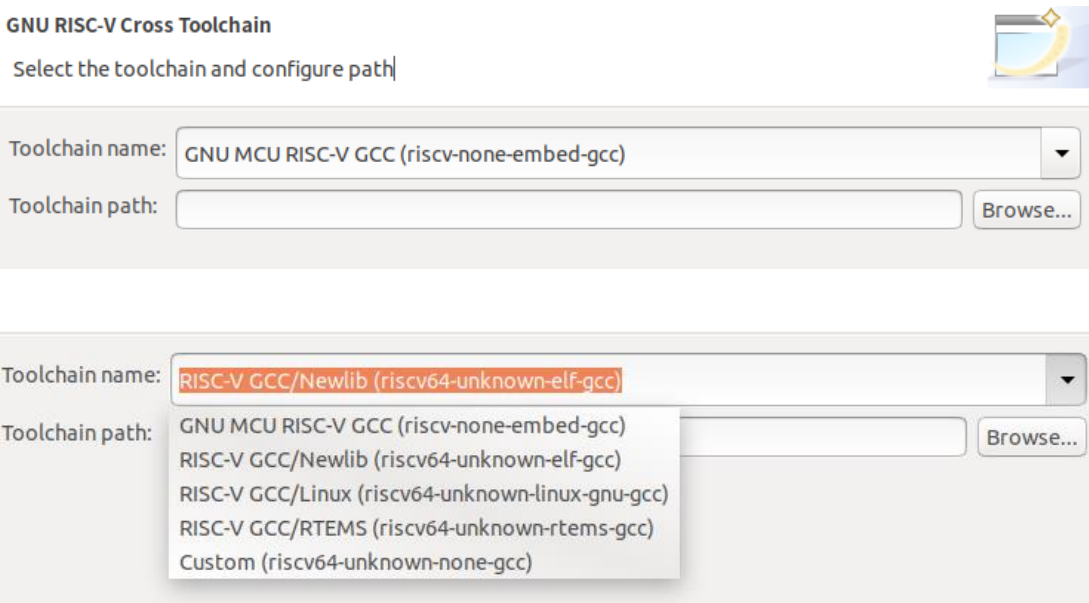 GNU RISC-V Cross Toolchain
Select the toolchain and configure path
Toolchain name: GNU MCU RISC-V GCC (riscv-none-embed-gcc)
Toolchain path: Browse...
Toolchain name: RISC-V GCC/Newlib (riscv64-unknown-elf-gcc)
Toolchain path: Browse...
GNU MCU RISC-V GCC (riscv-none-embed-gcc)
RISC-V GCC/Newlib (riscv64-unknown-elf-gcc)
RISC-V GCC/Linux (riscv64-unknown-linux-gnu-gcc)
RISC-V GCC/RTEMS (riscv64-unknown-rtems-gcc)
Custom (riscv64-unknown-none-gcc)